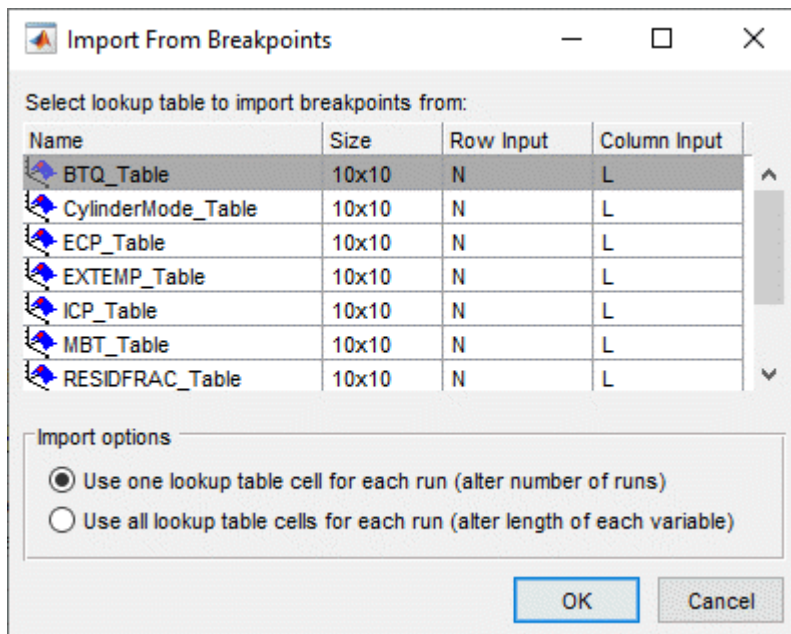 Import From Breakpoints
Select lookup table to import breakpoints from:
Name Size Row Input Column Input
BTQ_Table 10x10 N L
CylinderMode_Table 10x10 N L
ECP_Table 10x10 N L
EXTEMP_Table 10x10 N L
ICP_Table 10x10 N L
MBT_Table 10x10 N L
RESIDFRAC_Table 10x10 N L
Import options
Use one lookup table cell for each run (alter number of runs)
Use all lookup table cells for each run (alter length of each variable)
OK Cancel